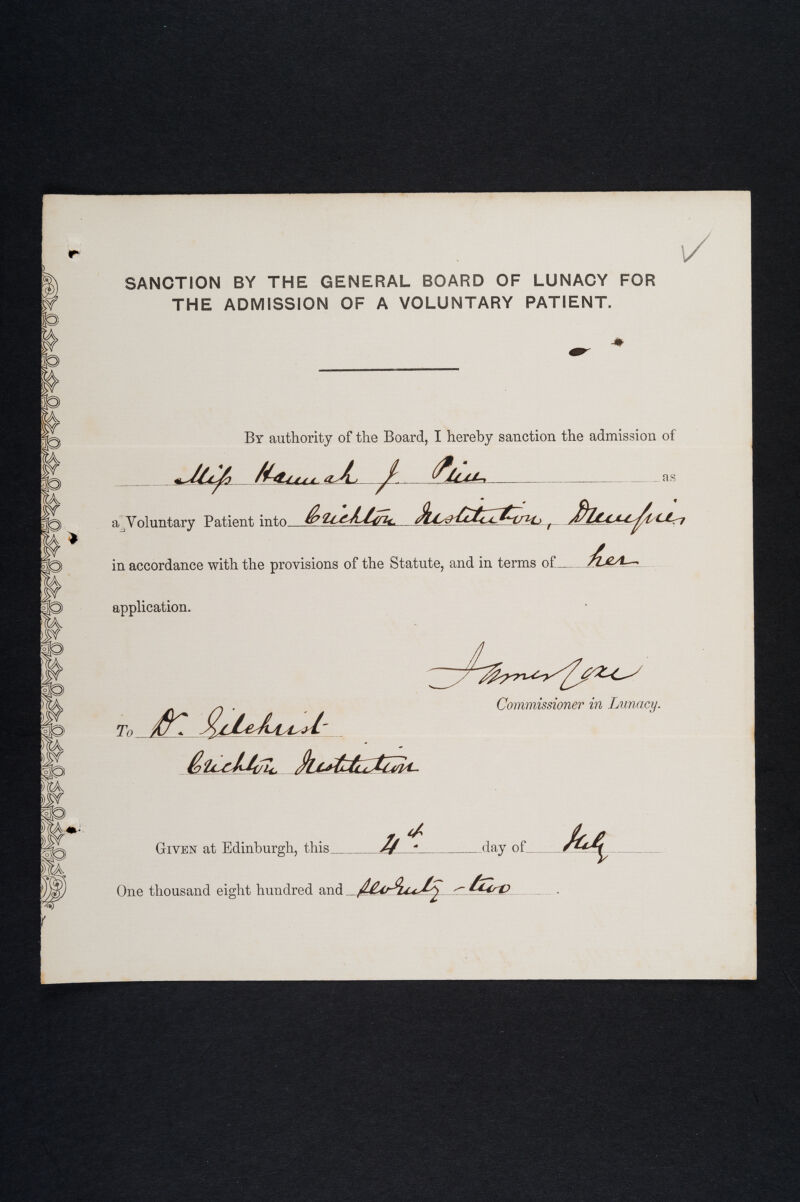 SANCTION BY THE GENERAL BOARD OF LUNACY FOR
THE ADMISSION OF A VOLUNTARY PATIENT.
By authority of the Board, I hereby sanction the admission of
Miss Hannah J. as
a Voluntary Patient into Crichton Institution, Dumfries
in accordance with the provisions of the Statute, and in terms of her
application.
James Coxe
Commissioner in Lunacy.
To Dr. Gilchrist
Crichton Institution
Given at Edinburgh, this 4th day of July
One thousand eight hundred and seventy-two.